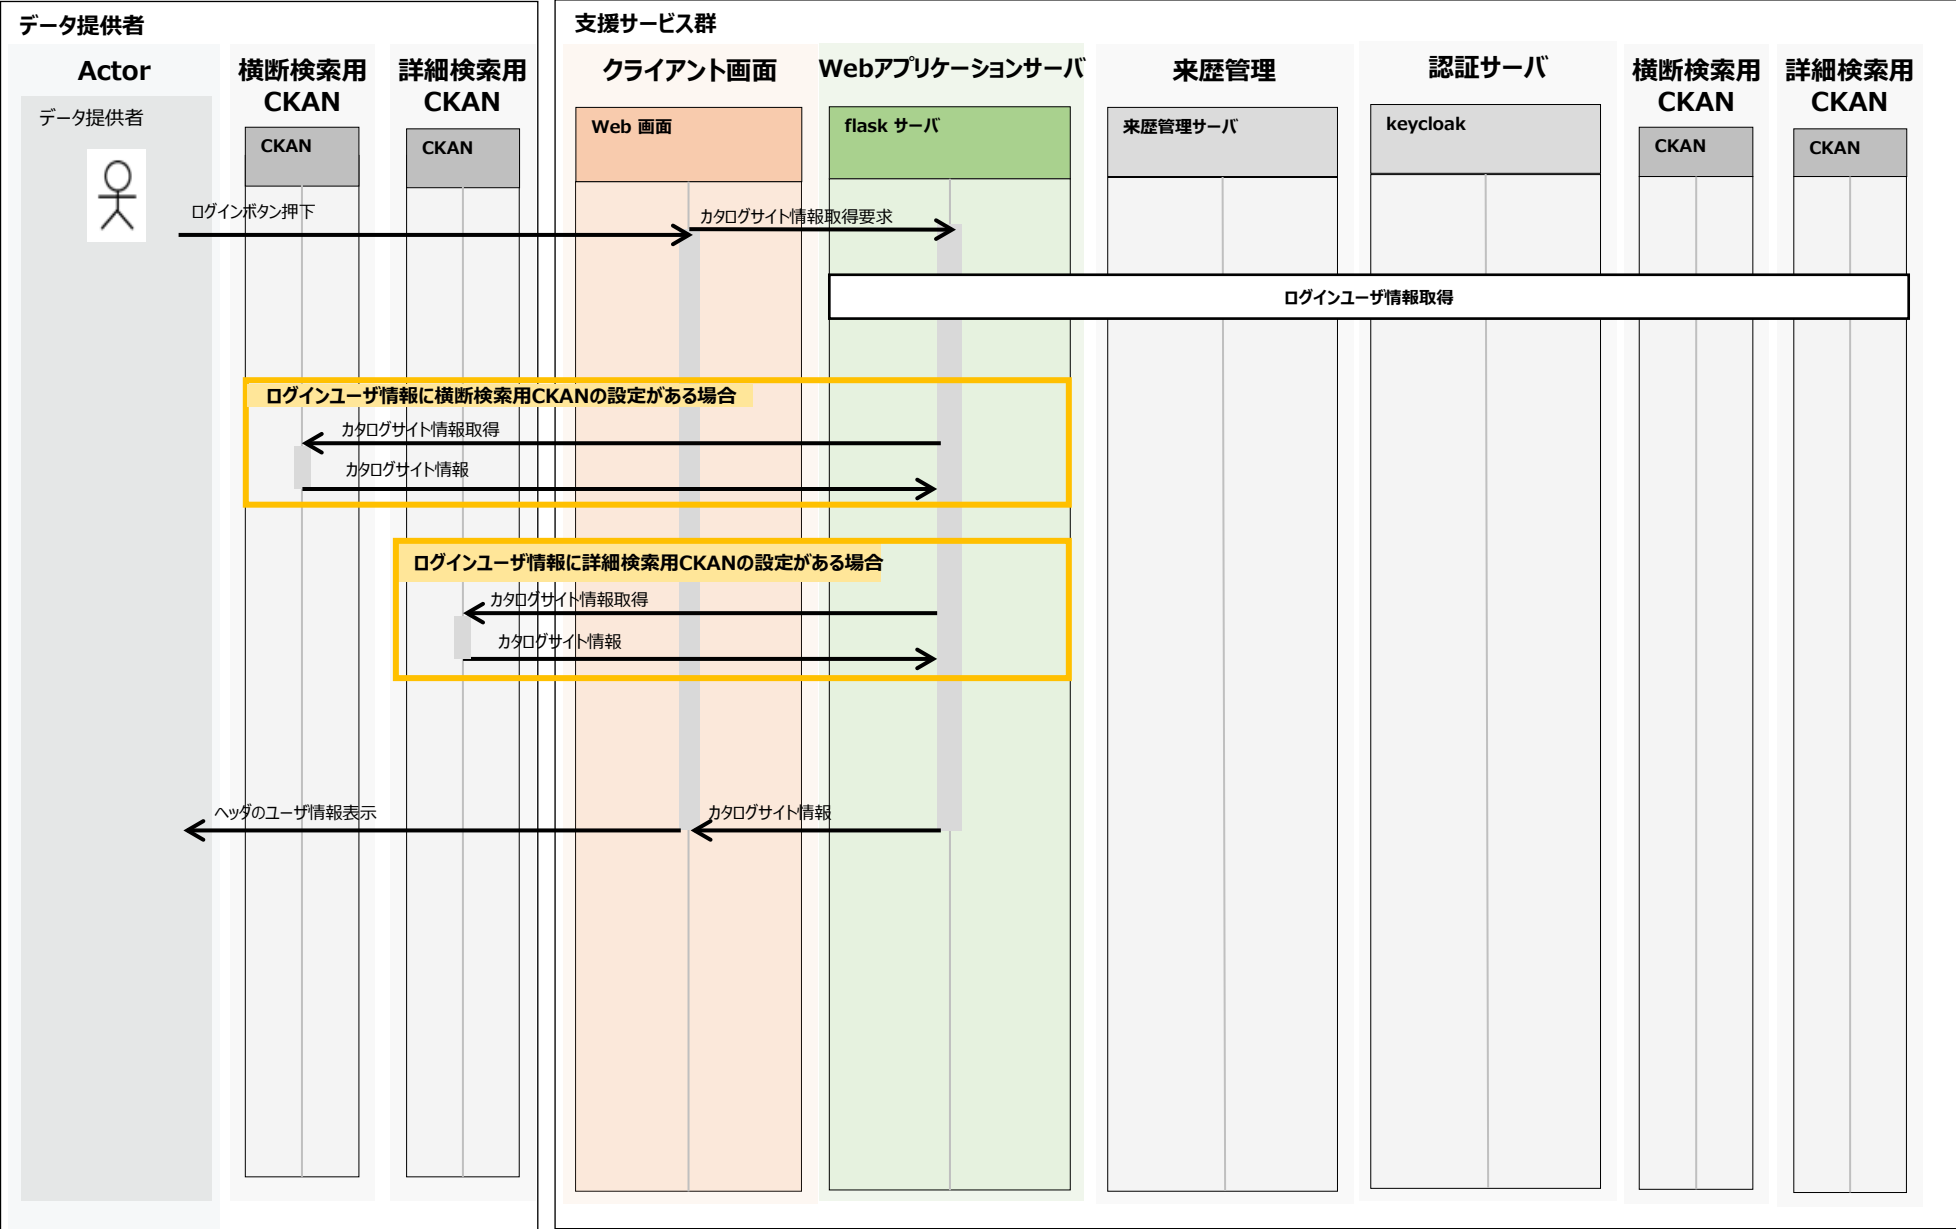 データ提供者
支援サービス群
Actor
横断検索用
CKAN
詳細検索用
CKAN
クライアント画面
Webアプリケーションサーバ
来歴管理
認証サーバ
横断検索用
CKAN
詳細検索用
CKAN
データ提供者
CKAN
CKAN
Web 画面
flask サーバ
来歴管理サーバ
keycloak
CKAN
CKAN
ログインボタン押下
カタログサイト情報取得要求
ログインユーザ情報取得
ログインユーザ情報に横断検索用CKANの設定がある場合
カタログサイト情報取得
カタログサイト情報
ログインユーザ情報に詳細検索用CKANの設定がある場合
カタログサイト情報取得
カタログサイト情報
ヘッダのユーザ情報表示
カタログサイト情報